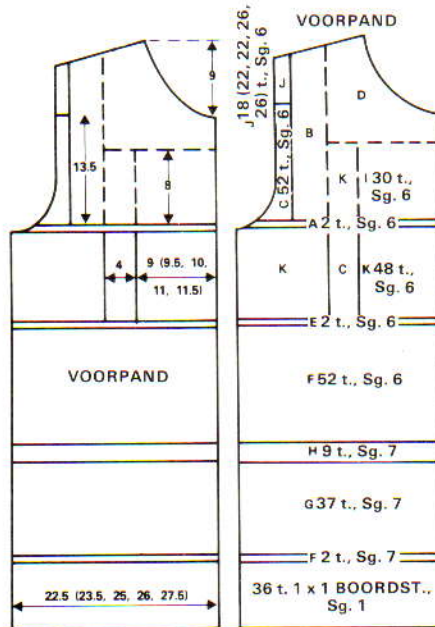 VOORPAND
9
13.5
8
4
9 (9.5, 10,
11, 11.5)
VOORPAND
22.5 (23.5, 25, 26, 27.5)
J 18 (22, 22, 26,
26) t., Sg. 6
J
D
B
C 52 t., Sg. 6
K
I 30 t.,
Sg. 6
A 2 t., Sg. 6
K
C
K 48 t.,
Sg. 6
E 2 t., Sg. 6
F 52 t., Sg. 6
H 9 t., Sg. 7
G 37 t., Sg. 7
F 2 t., Sg. 7
36 t. 1 x 1 BOORDST.,
Sg. 1